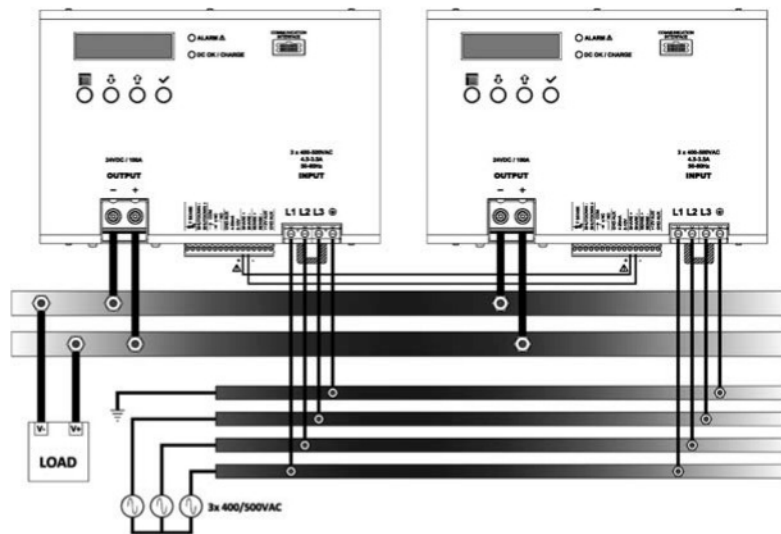 ALARM ⚠
DC OK / CHARGE
COMMUNICATION
INTERFACE
24VDC / 100A
OUTPUT
- +
3 x 400-500VAC
4.5-3.5A
50-60Hz
INPUT
L1 L2 L3
ALARM ⚠
DC OK / CHARGE
COMMUNICATION
INTERFACE
24VDC / 100A
OUTPUT
- +
3 x 400-500VAC
4.5-3.5A
50-60Hz
INPUT
L1 L2 L3
V- V+
LOAD
3x 400/500VAC